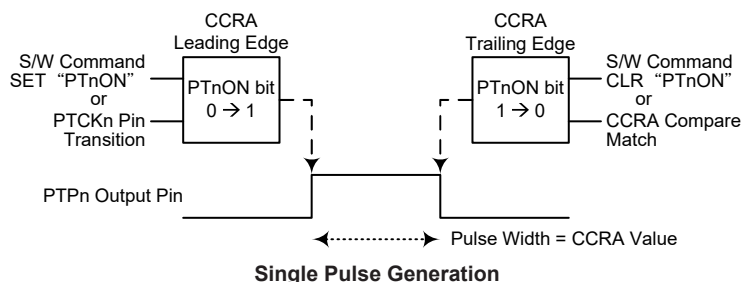 CCRA
Leading Edge
S/W Command
SET “PTnON”
or
PTCKn Pin
Transition
PTnON bit
0 → 1
CCRA
Trailing Edge
PTnON bit
1 → 0
S/W Command
CLR “PTnON”
or
CCRA Compare
Match
PTPn Output Pin
Pulse Width = CCRA Value
Single Pulse Generation